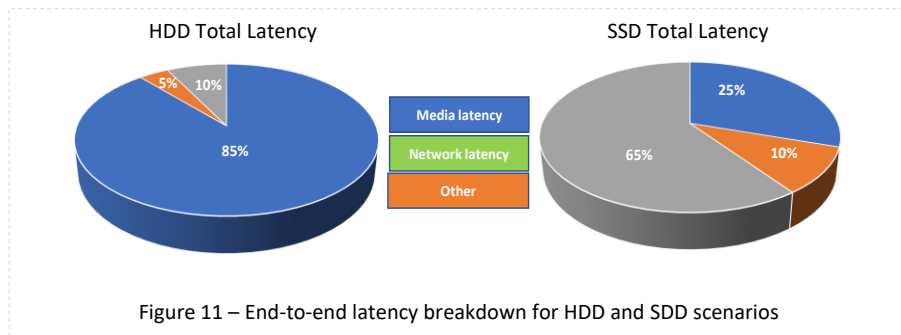 HDD Total Latency
SSD Total Latency
5%
10%
85%
Media latency
Network latency
Other
25%
10%
65%
Figure 11 – End-to-end latency breakdown for HDD and SDD scenarios